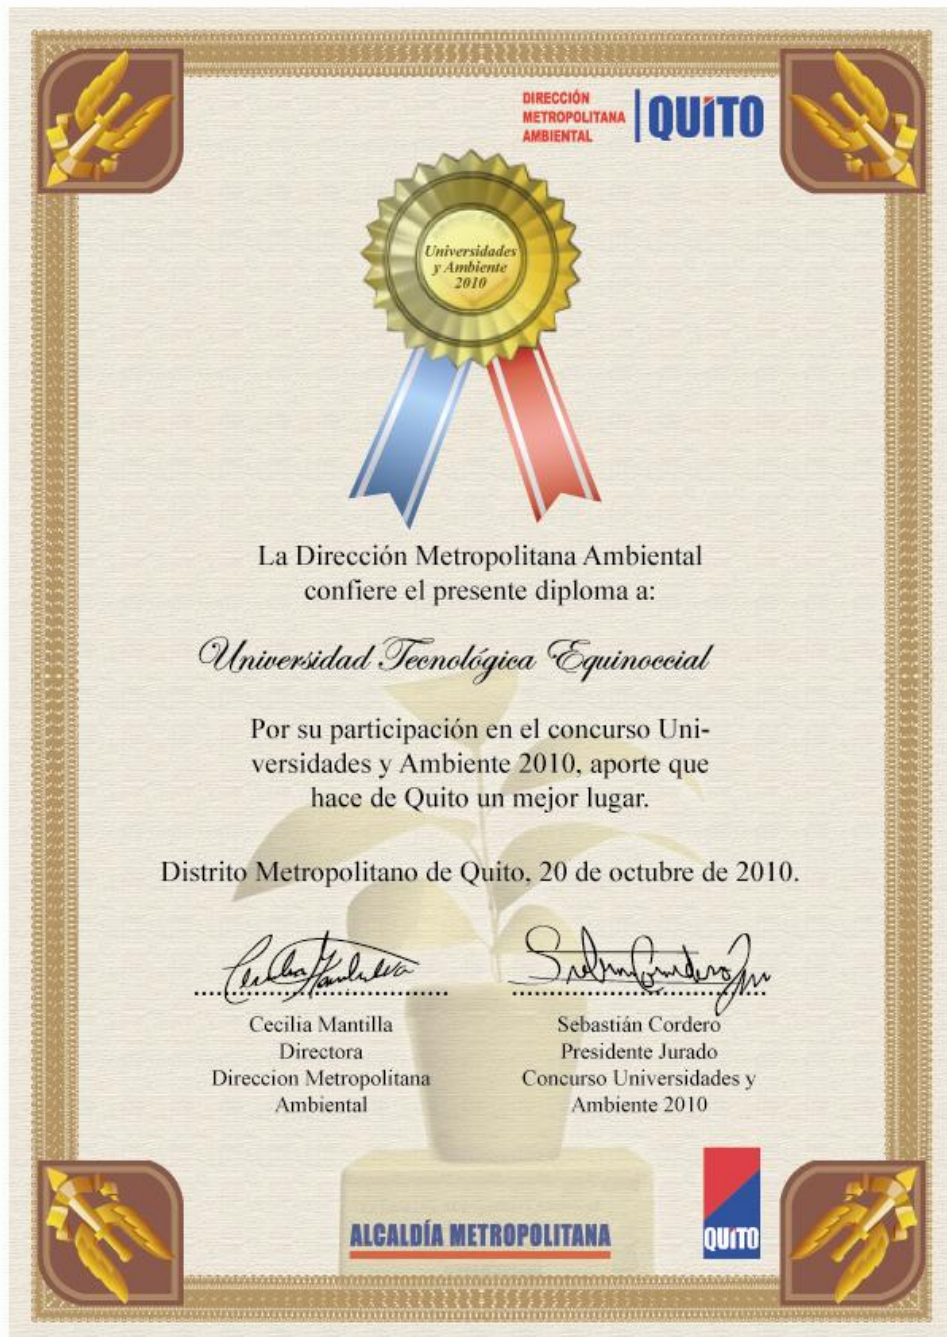 DIRECCIÓN
METROPOLITANA
AMBIENTAL
QUITO
Universidades
y Ambiente
2010
La Dirección Metropolitana Ambiental
confiere el presente diploma a:
Universidad Tecnológica Equinoccial
Por su participación en el concurso Uni-
versidades y Ambiente 2010, aporte que
hace de Quito un mejor lugar.
Distrito Metropolitano de Quito, 20 de octubre de 2010.
Cecilia Mantilla
Directora
Direccion Metropolitana
Ambiental
Sebastián Cordero
Presidente Jurado
Concurso Universidades y
Ambiente 2010
ALCALDÍA METROPOLITANA
QUITO